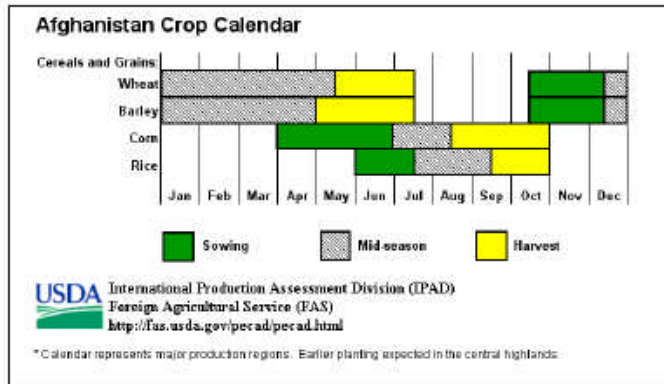 Afghanistan Crop Calendar
Cereals and Grains:
Wheat
Barley
Corn
Rice
Jan Feb Mar Apr May Jun Jul Aug Sep Oct Nov Dec
Sowing Mid-season Harvest
USDA
International Production Assessment Division (IPAD)
Foreign Agricultural Service (FAS)
http://fas.usda.gov/pecad/pecad.html
* Calendar represents major production regions. Earlier planting expected in the central highlands.